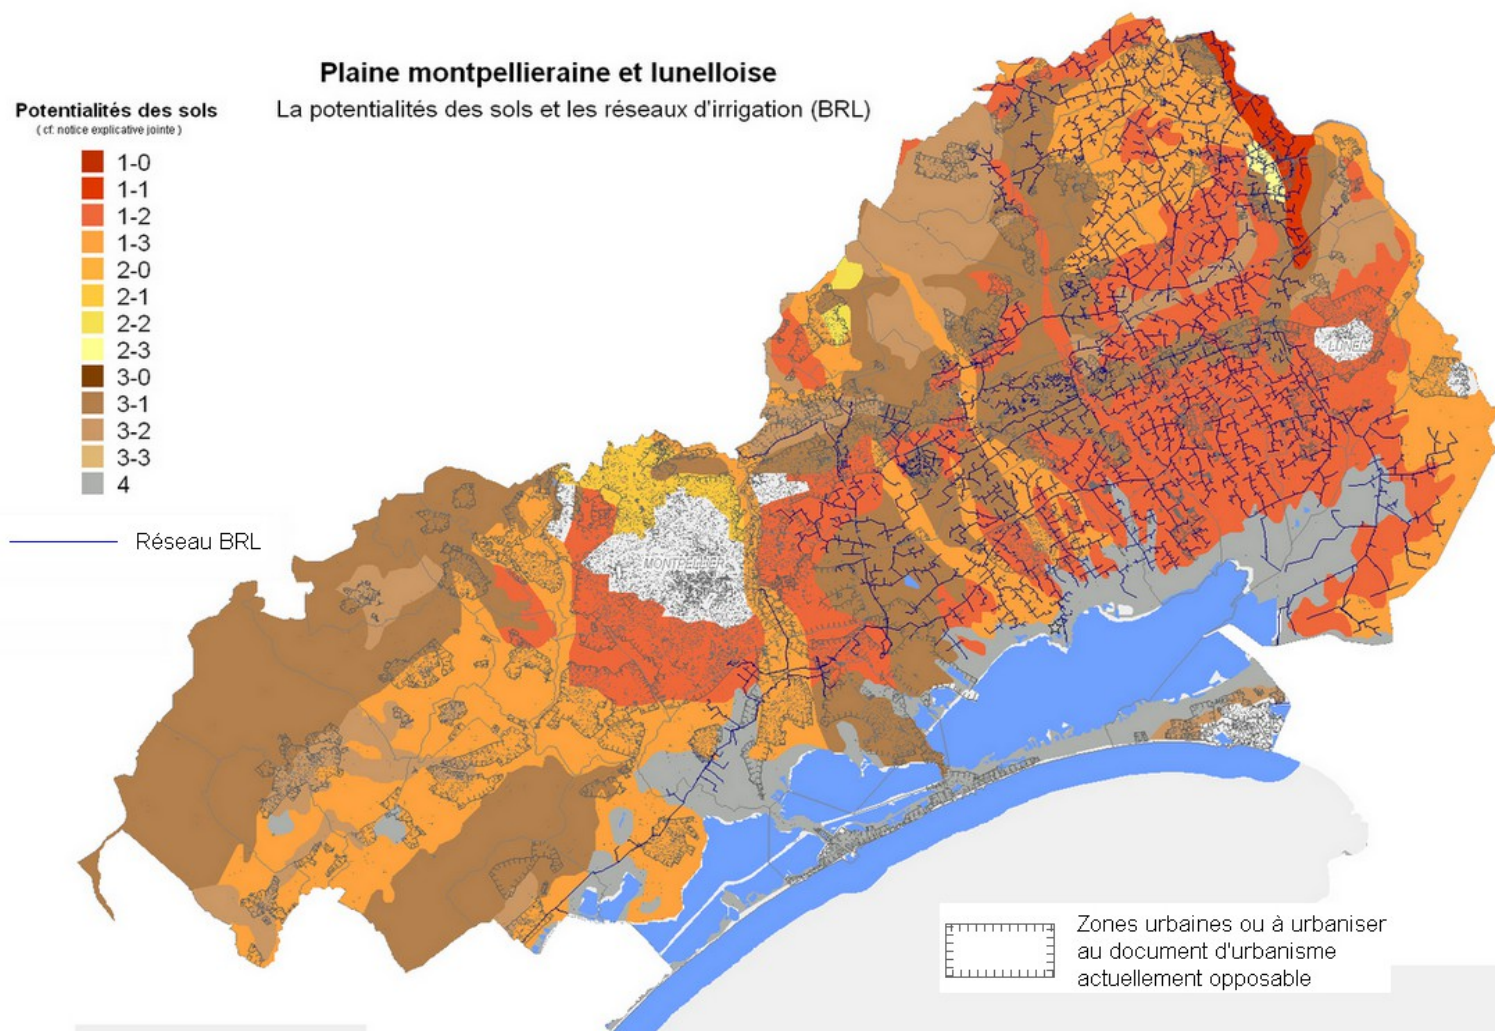 Plaine montpellieraine et lunelloise
La potentialités des sols et les réseaux d'irrigation (BRL)
Potentialités des sols
( cf: notice explicative jointe )
1-0
1-1
1-2
1-3
2-0
2-1
2-2
2-3
3-0
3-1
3-2
3-3
4
Réseau BRL
LUNEL
MONTPELLIER
Zones urbaines ou à urbaniser
au document d'urbanisme
actuellement opposable